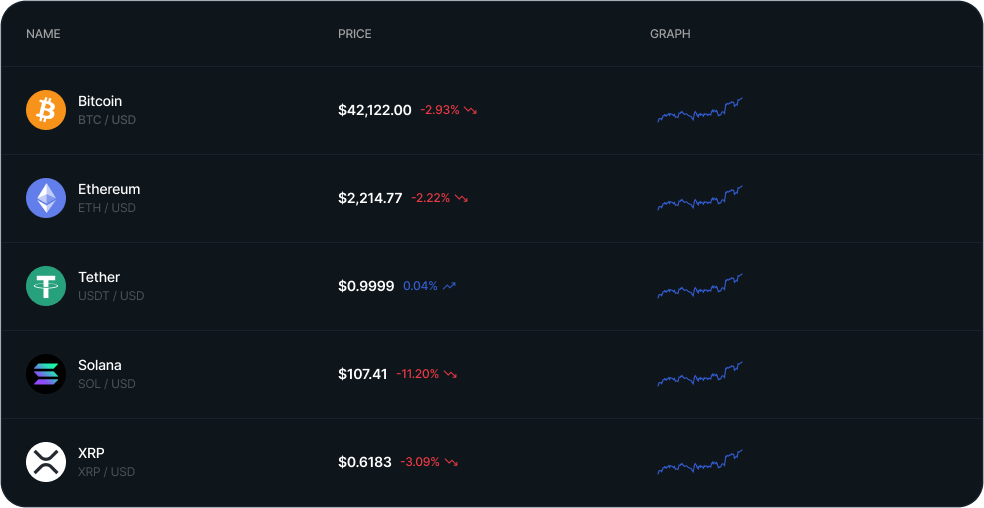 NAME PRICE GRAPH
Bitcoin
BTC / USD
$42,122.00 -2.93%
Ethereum
ETH / USD
$2,214.77 -2.22%
Tether
USDT / USD
$0.9999 0.04%
Solana
SOL / USD
$107.41 -11.20%
XRP
XRP / USD
$0.6183 -3.09%